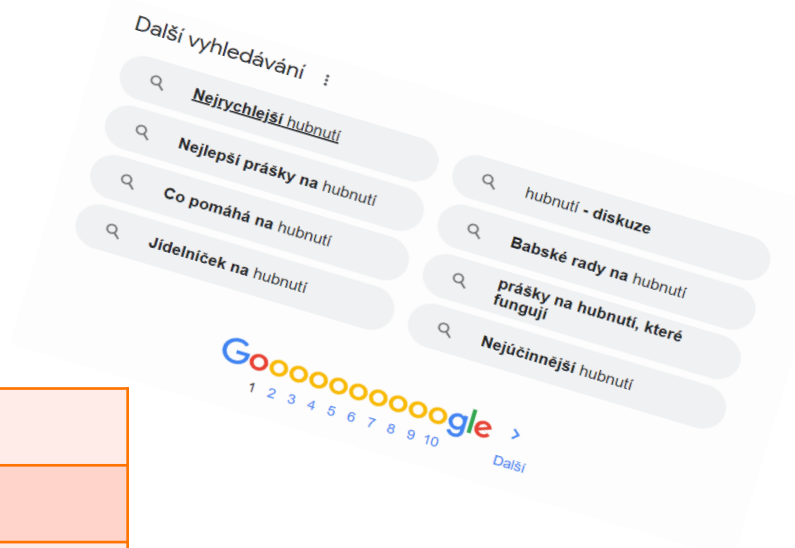 Další vyhledávání
Nejrychlejší hubnutí
Nejlepší prášky na hubnutí
Co pomáhá na hubnutí
Jídelníček na hubnutí
hubnutí - diskuze
Babské rady na hubnutí
prášky na hubnutí, které
fungují
Nejúčinnější hubnutí
Goooooooooogle
1 2 3 4 5 6 7 8 9 10
Další